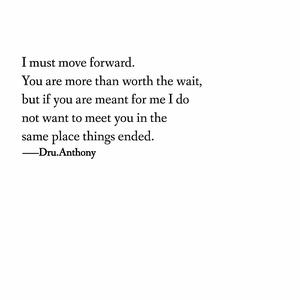 I must move forward.
You are more than worth the wait,
but if you are meant for me I do
not want to meet you in the
same place things ended.
——Dru.Anthony